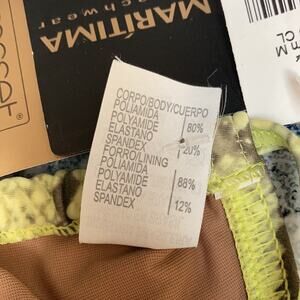 MARÍTIMA
beachwear
CORPO/BODY/CUERPO
POLIAMIDA
POLYAMIDE 80%
ELASTANO
SPANDEX 20%
FORRO/LINING
POLIAMIDA
POLYAMIDE 88%
ELASTANO
SPANDEX 12%
M
CL